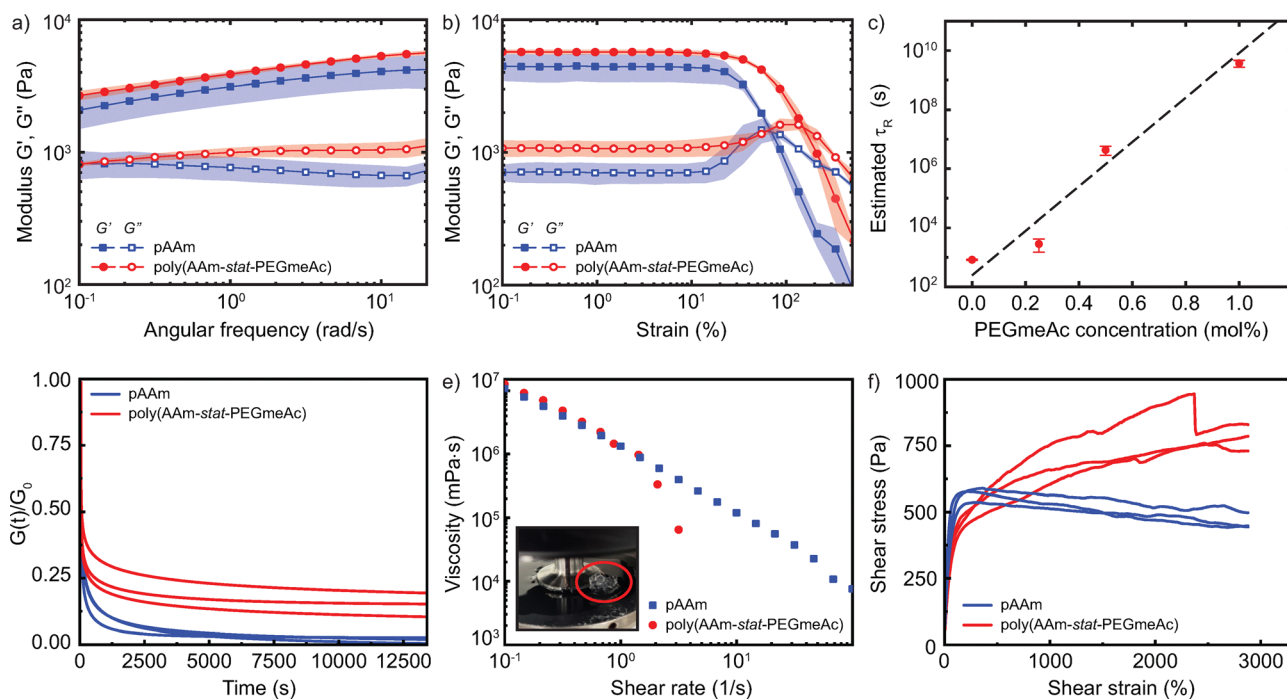 a)
Modulus G', G'' (Pa)
10⁴
10³
10²
G' G''
pAAm
poly(AAm-stat-PEGmeAc)
10⁻¹ 10⁰ 10¹
Angular frequency (rad/s)
b)
Modulus G', G'' (Pa)
10⁴
10³
10²
G' G''
pAAm
poly(AAm-stat-PEGmeAc)
10⁻¹ 10⁰ 10¹ 10²
Strain (%)
c)
Estimated τR (s)
10¹⁰
10⁸
10⁶
10⁴
10³
10²
0.0 0.2 0.4 0.6 0.8 1.0
PEGmeAc concentration (mol%)
G(t)/G₀
1.00
0.75
0.50
0.25
0.00
pAAm
poly(AAm-stat-PEGmeAc)
0 2500 5000 7500 10000 12500
Time (s)
e)
Viscosity (mPa·s)
10⁷
10⁶
10⁵
10⁴
10³
pAAm
poly(AAm-stat-PEGmeAc)
10⁻¹ 10⁰ 10¹
Shear rate (1/s)
f)
Shear stress (Pa)
1000
750
500
250
0
pAAm
poly(AAm-stat-PEGmeAc)
0 1000 2000 3000
Shear strain (%)